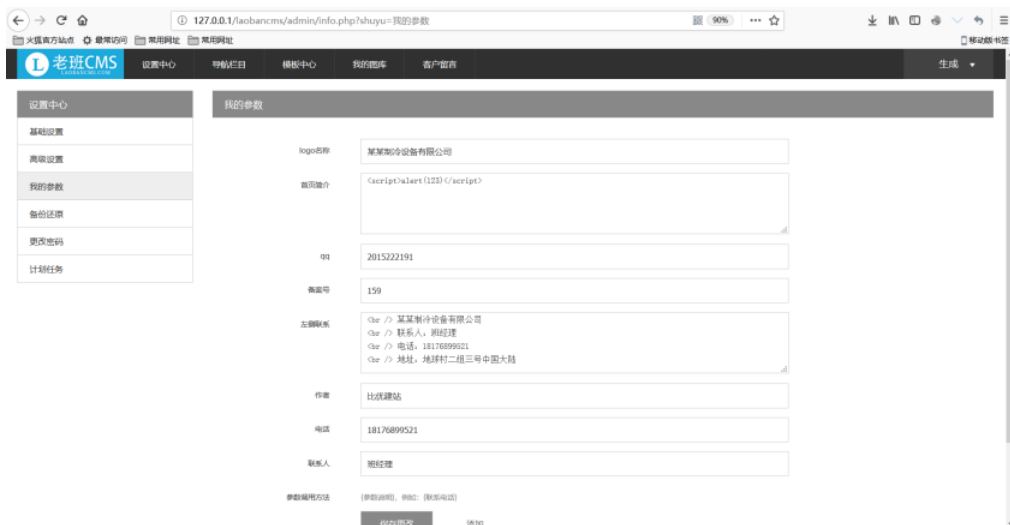 127.0.0.1/laobancms/admin/info.php?shuyu=我的参数
90%
火狐官方站点 最常访问 常用网址 常用网址
移动版书签
L 老班CMS
LAOBANCMS.COM
设置中心 导航栏目 模板中心 我的图库 客户留言 生成
设置中心
基础设置
高级设置
我的参数
备份还原
更改密码
计划任务
我的参数
logo名称 某某制冷设备有限公司
首页简介 <script>alert(123)</script>
qq 2015222191
备案号 159
左侧联系 <br /> 某某制冷设备有限公司
<br /> 联系人：班经理
<br /> 电话：18176899521
<br /> 地址：地球村二组三号中国大陆
作者 比优建站
电话 18176899521
联系人 班经理
参数调用方法 {参数说明}，例如：{联系电话}
保存更改 添加